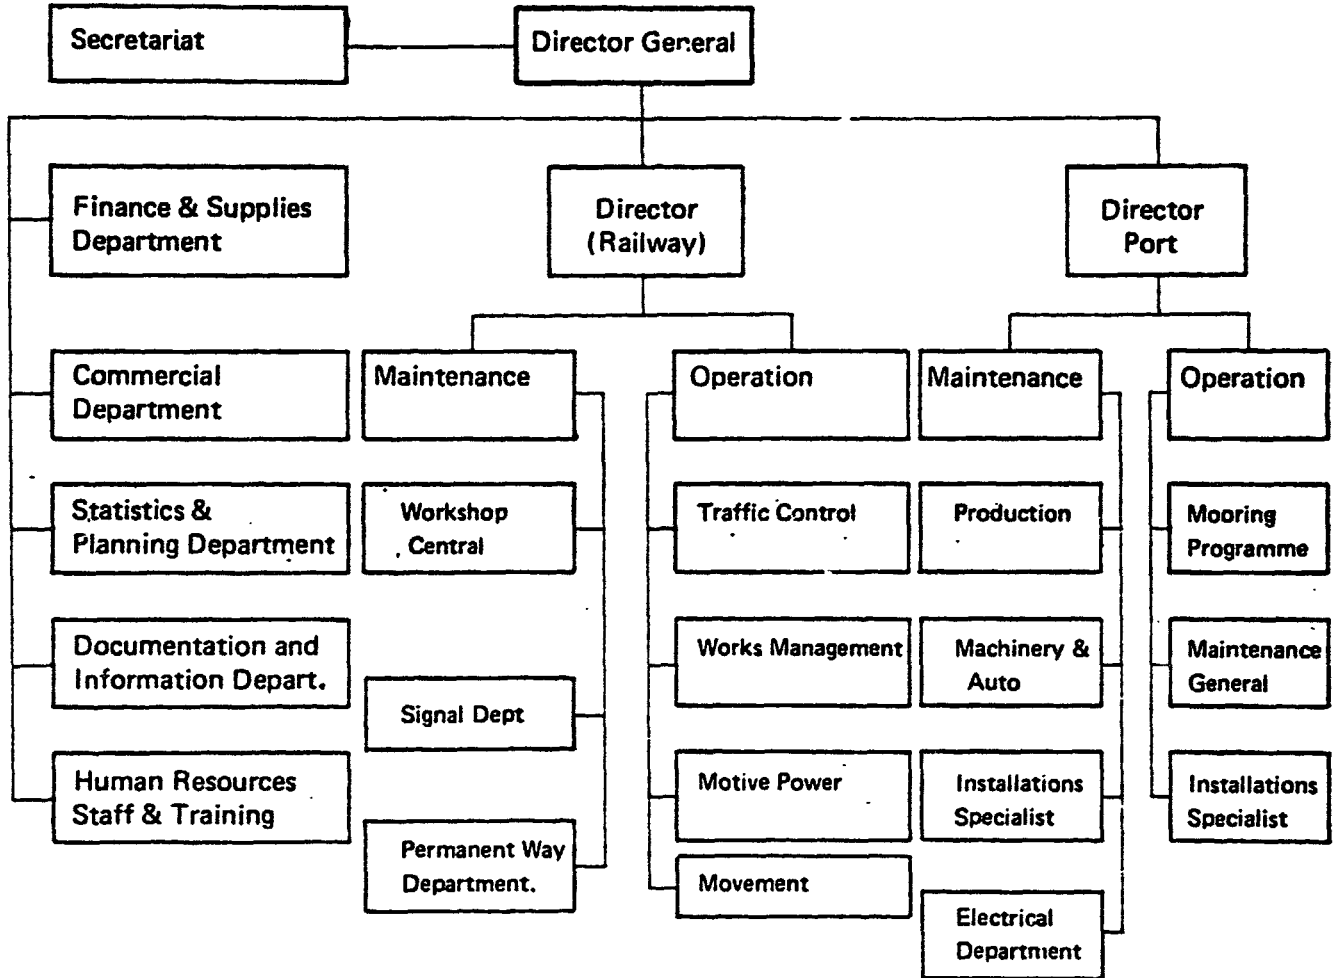 Secretariat
Director General
Finance & Supplies
Department
Director
(Railway)
Director
Port
Commercial
Department
Maintenance
Operation
Maintenance
Operation
Statistics &
Planning Department
Workshop
Central
Traffic Control
Production
Mooring
Programme
Documentation and
Information Depart.
Signal Dept
Works Management
Machinery &
Auto
Maintenance
General
Human Resources
Staff & Training
Permanent Way
Department.
Motive Power
Movement
Installations
Specialist
Electrical
Department
Installations
Specialist